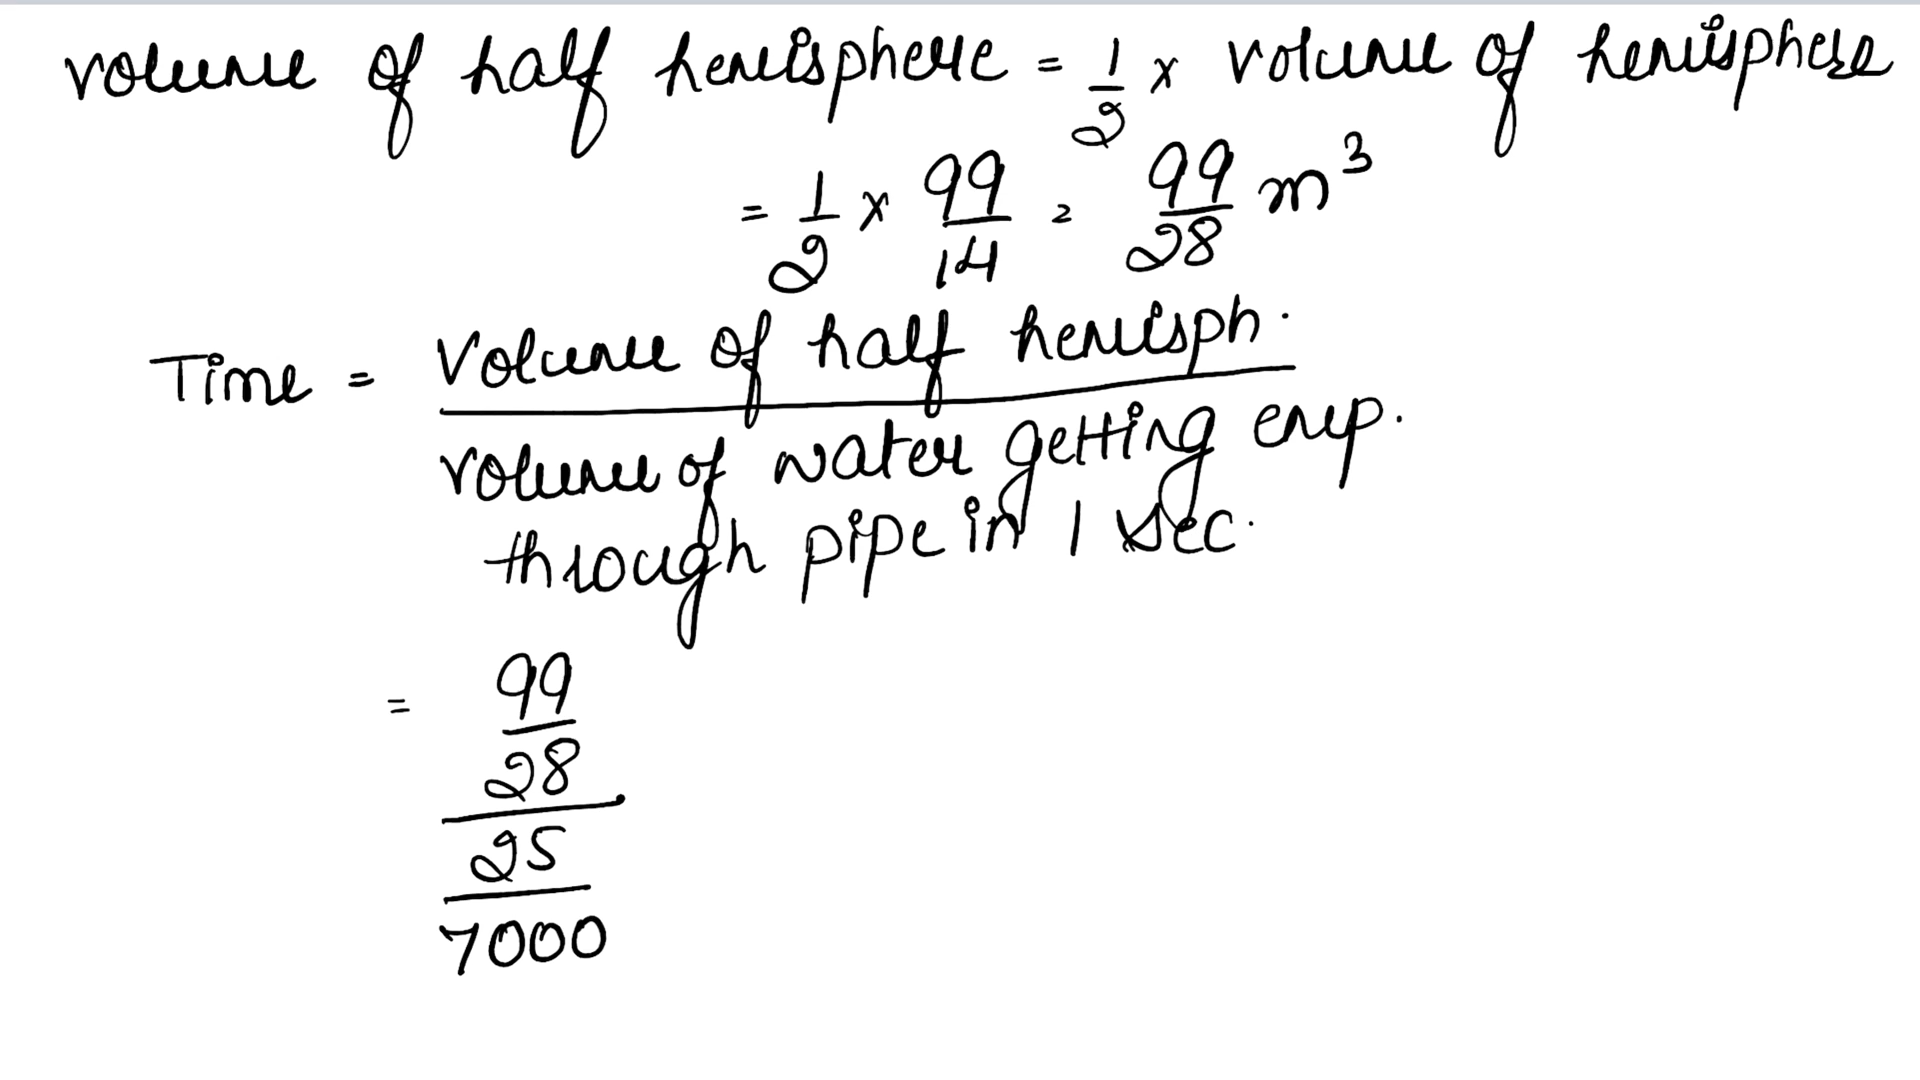 volume of half hemisphere = 1/2 x volume of hemisphere
= 1/2 x 99/14 = 99/28 m³
Time = Volume of half hemisph.
volume of water getting emp.
through pipe in 1 sec.
= 99
28
25
7000